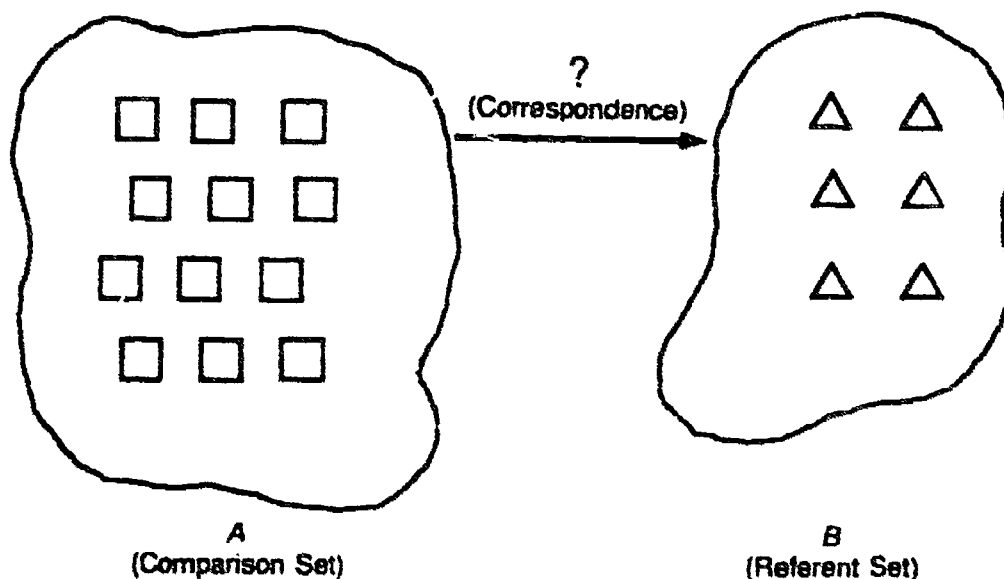 ?
(Correspondence)
A
(Comparison Set)
B
(Referent Set)